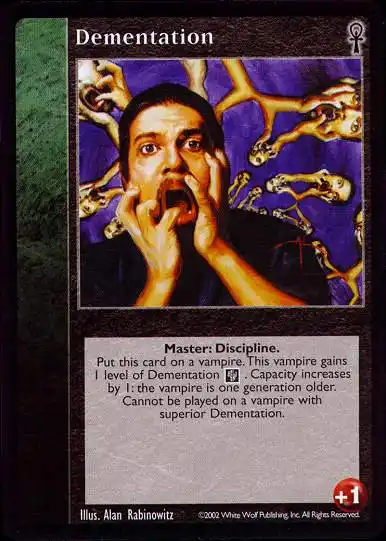 Dementation
Master: Discipline.
Put this card on a vampire. This vampire gains
1 level of Dementation . Capacity increases
by 1: the vampire is one generation older.
Cannot be played on a vampire with
superior Dementation.
+1
Illus. Alan Rabinowitz
©2002 White Wolf Publishing, Inc. All Rights Reserved.